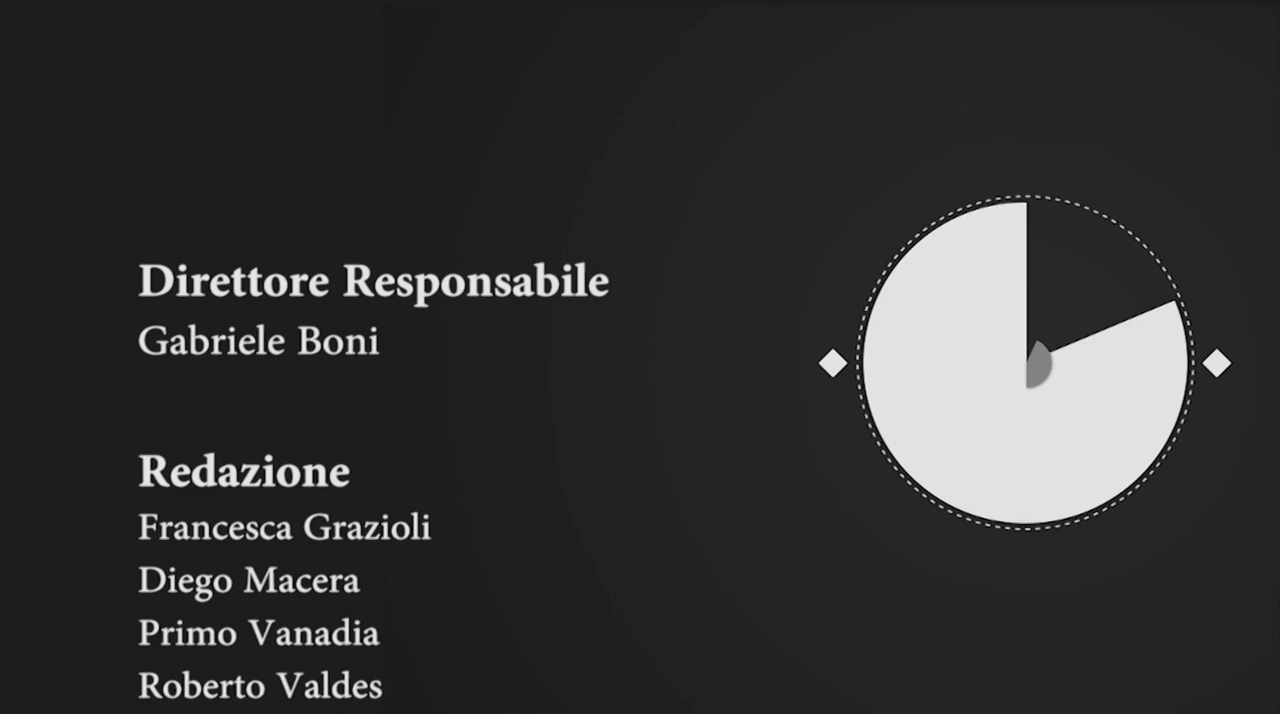 Direttore Responsabile
Gabriele Boni
Redazione
Francesca Grazioli
Diego Macera
Primo Vanadia
Roberto Valdes